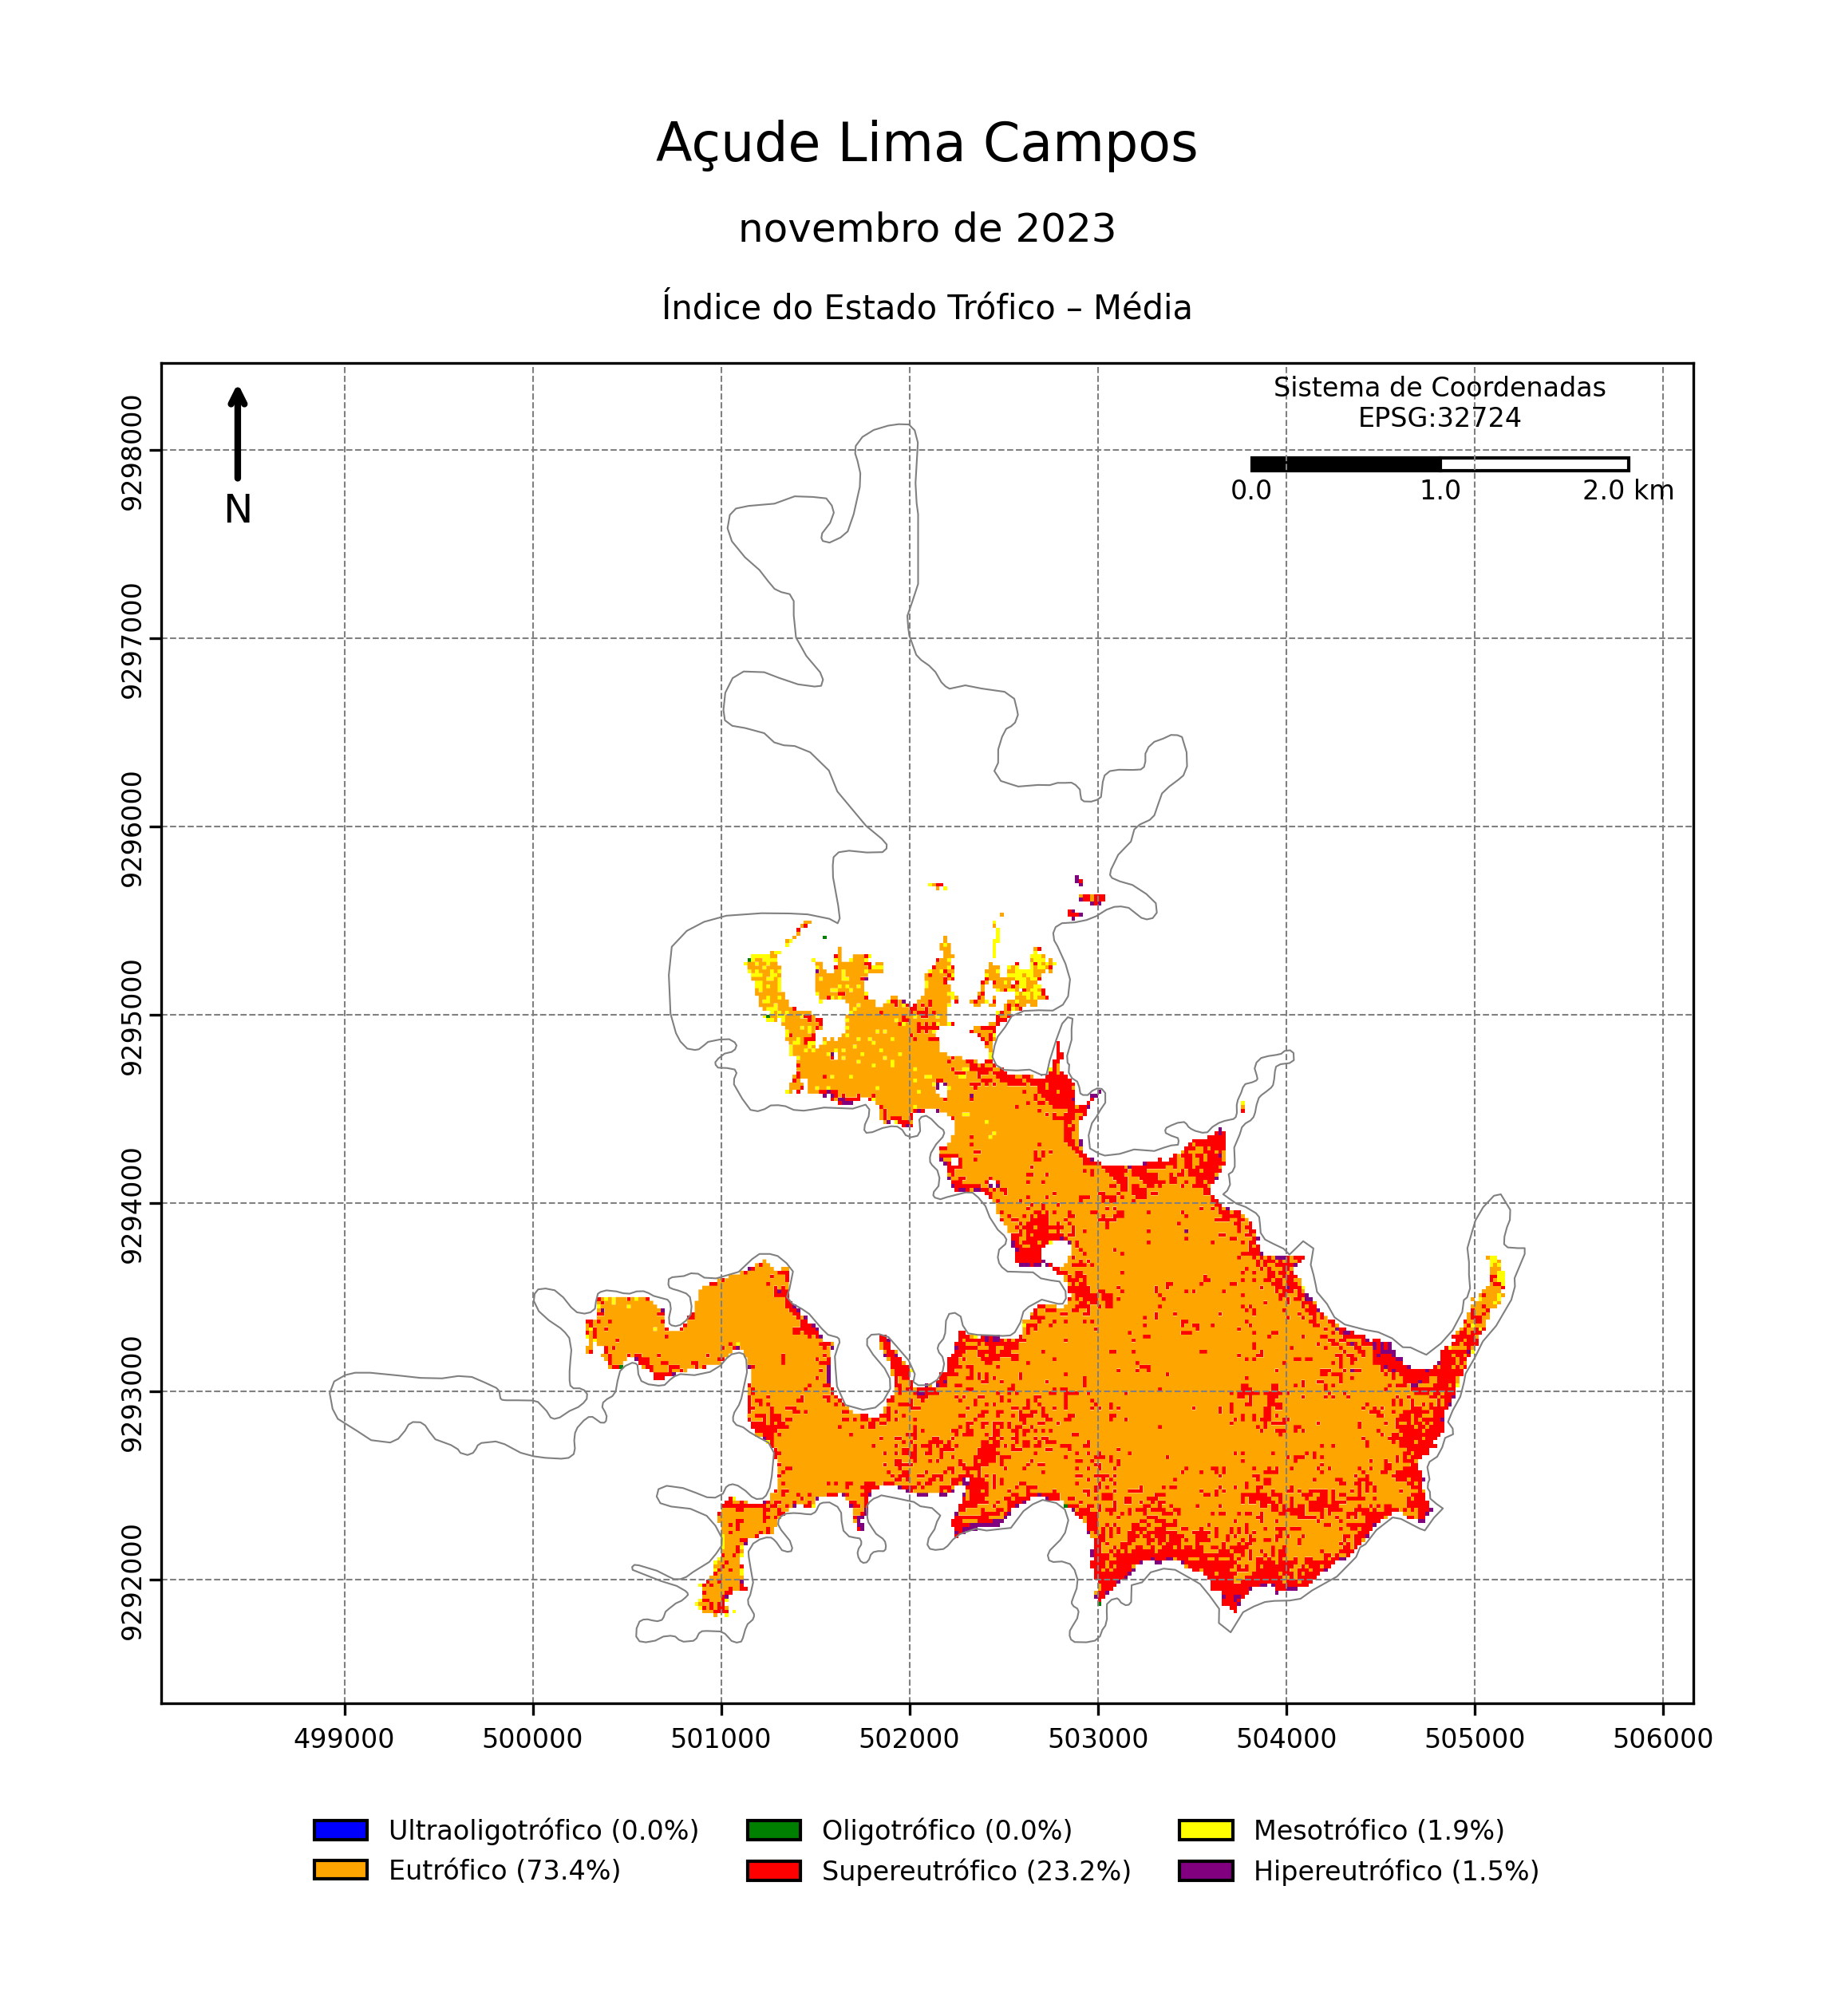 Açude Lima Campos
novembro de 2023
Índice do Estado Trófico – Média
Sistema de Coordenadas
EPSG:32724
0.0 1.0 2.0 km
N
9298000
9297000
9296000
9295000
9294000
9293000
9292000
499000 500000 501000 502000 503000 504000 505000 506000
Ultraoligotrófico (0.0%) Oligotrófico (0.0%) Mesotrófico (1.9%)
Eutrófico (73.4%) Supereutrófico (23.2%) Hipereutrófico (1.5%)